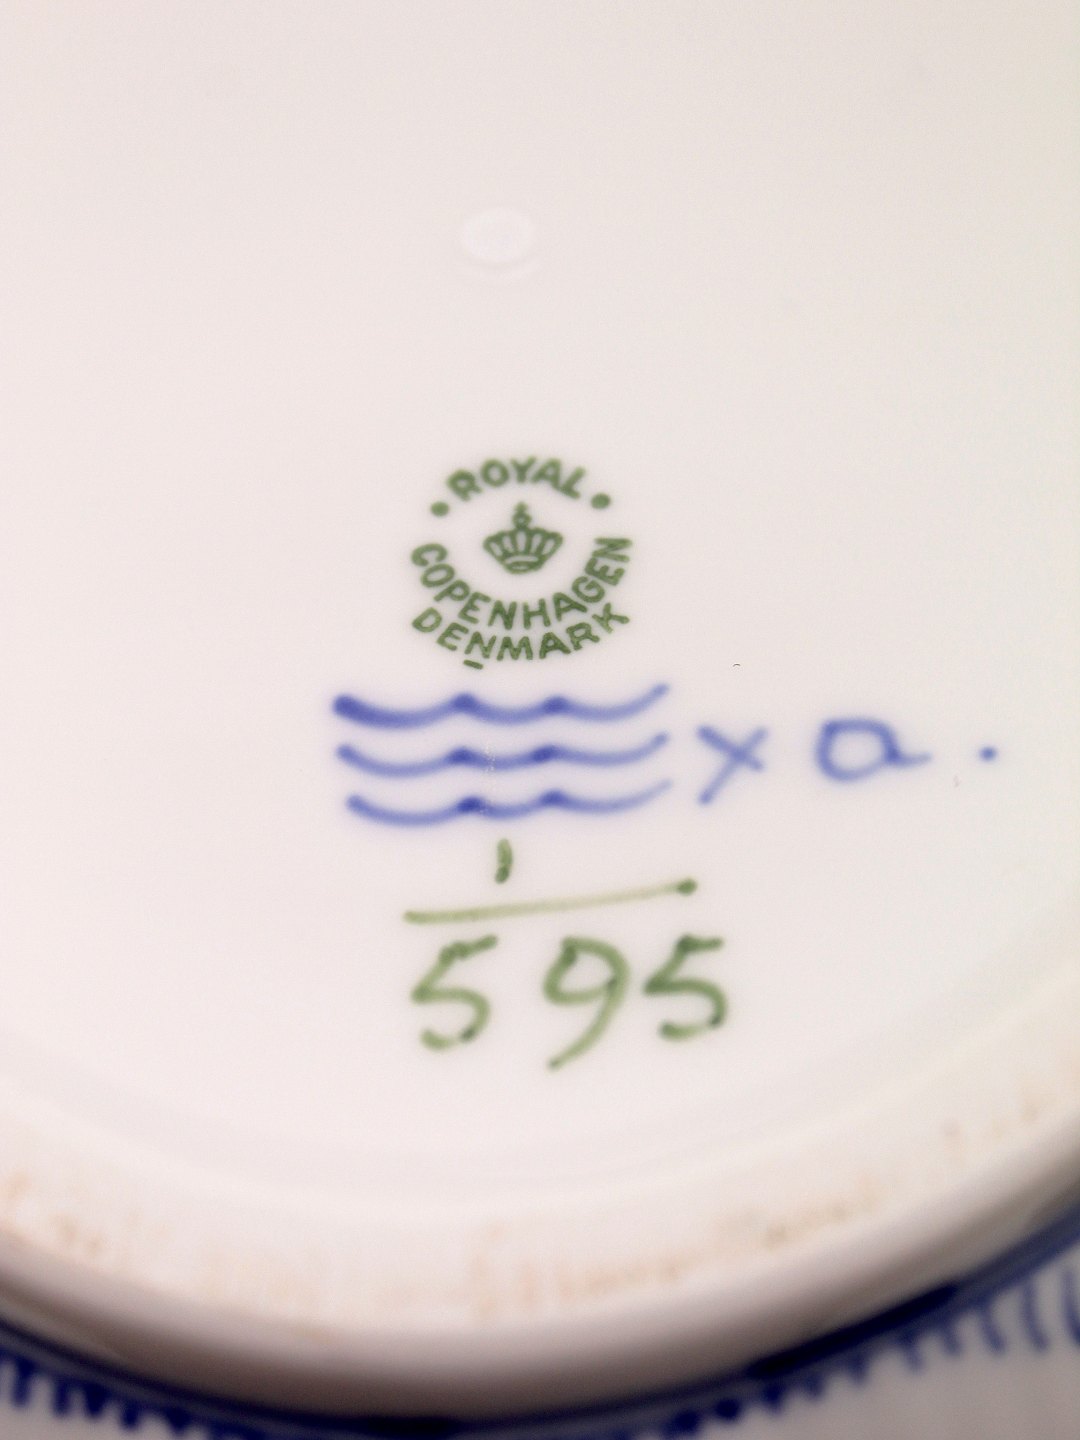 · ROYAL ·
COPENHAGEN
DENMARK
x a .
1
595